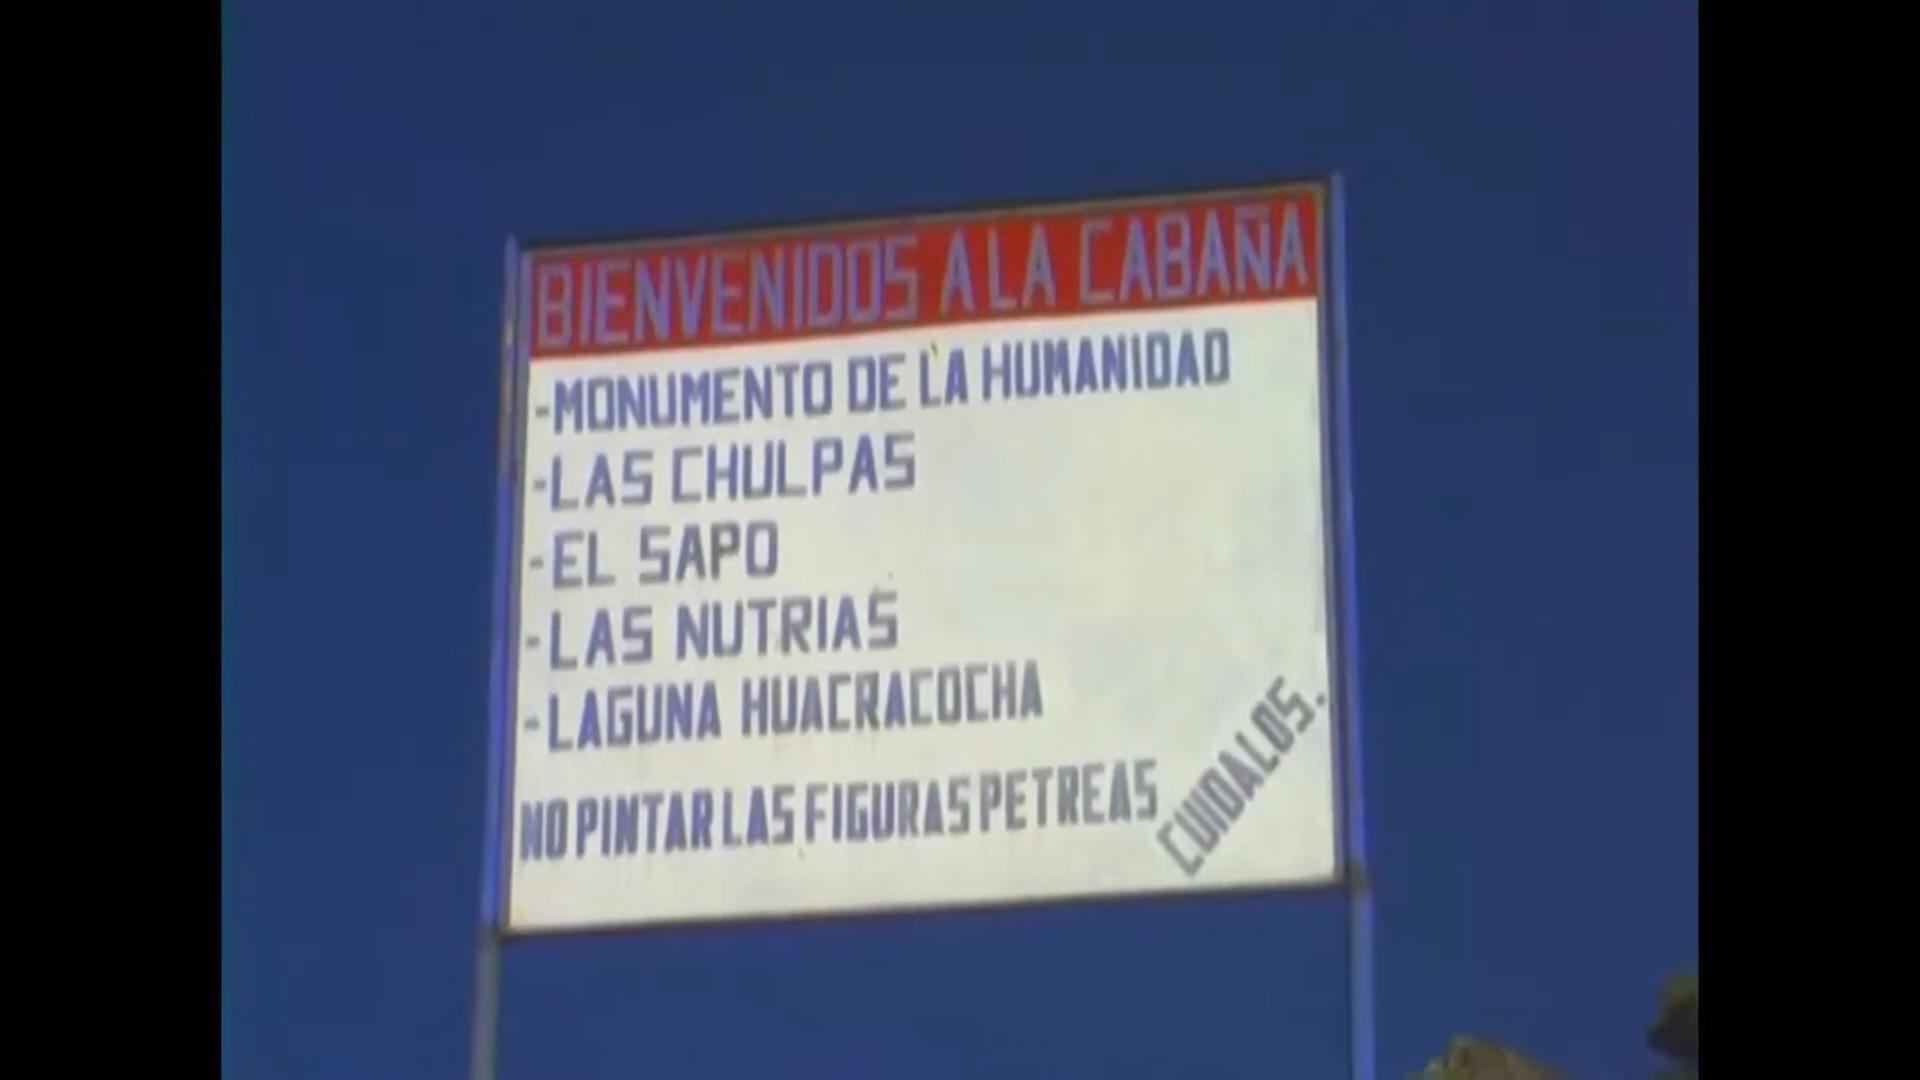 BIENVENIDOS A LA CABAÑA
-MONUMENTO DE LA HUMANIDAD
-LAS CHULPAS
-EL SAPO
-LAS NUTRIAS
-LAGUNA HUACRACOCHA
NO PINTAR LAS FIGURAS PETREAS
CUIDALOS.